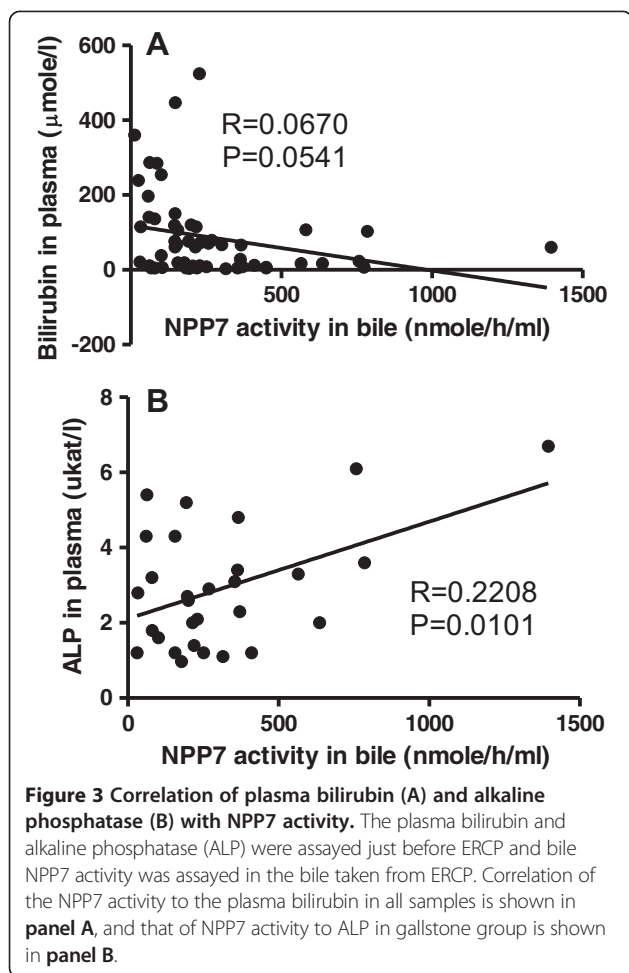 A
600
400
200
0
-200
Bilirubin in plasma (μmole/l)
R=0.0670
P=0.0541
500
1000
1500
NPP7 activity in bile (nmole/h/ml)
B
8
6
4
2
0
ALP in plasma (ukat/l)
R=0.2208
P=0.0101
0
500
1000
1500
NPP7 activity in bile (nmole/h/ml)
Figure 3 Correlation of plasma bilirubin (A) and alkaline
phosphatase (B) with NPP7 activity. The plasma bilirubin and
alkaline phosphatase (ALP) were assayed just before ERCP and bile
NPP7 activity was assayed in the bile taken from ERCP. Correlation of
the NPP7 activity to the plasma bilirubin in all samples is shown in
panel A, and that of NPP7 activity to ALP in gallstone group is shown
in panel B.